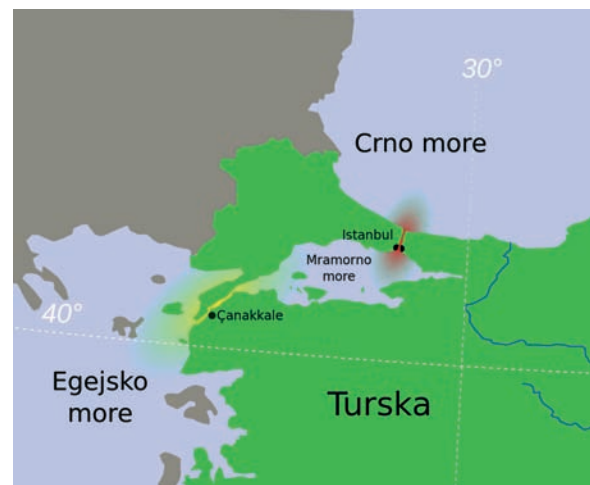 30°
Crno more
Istanbul
Mramorno
more
Çanakkale
40°
Egejsko
more
Turska